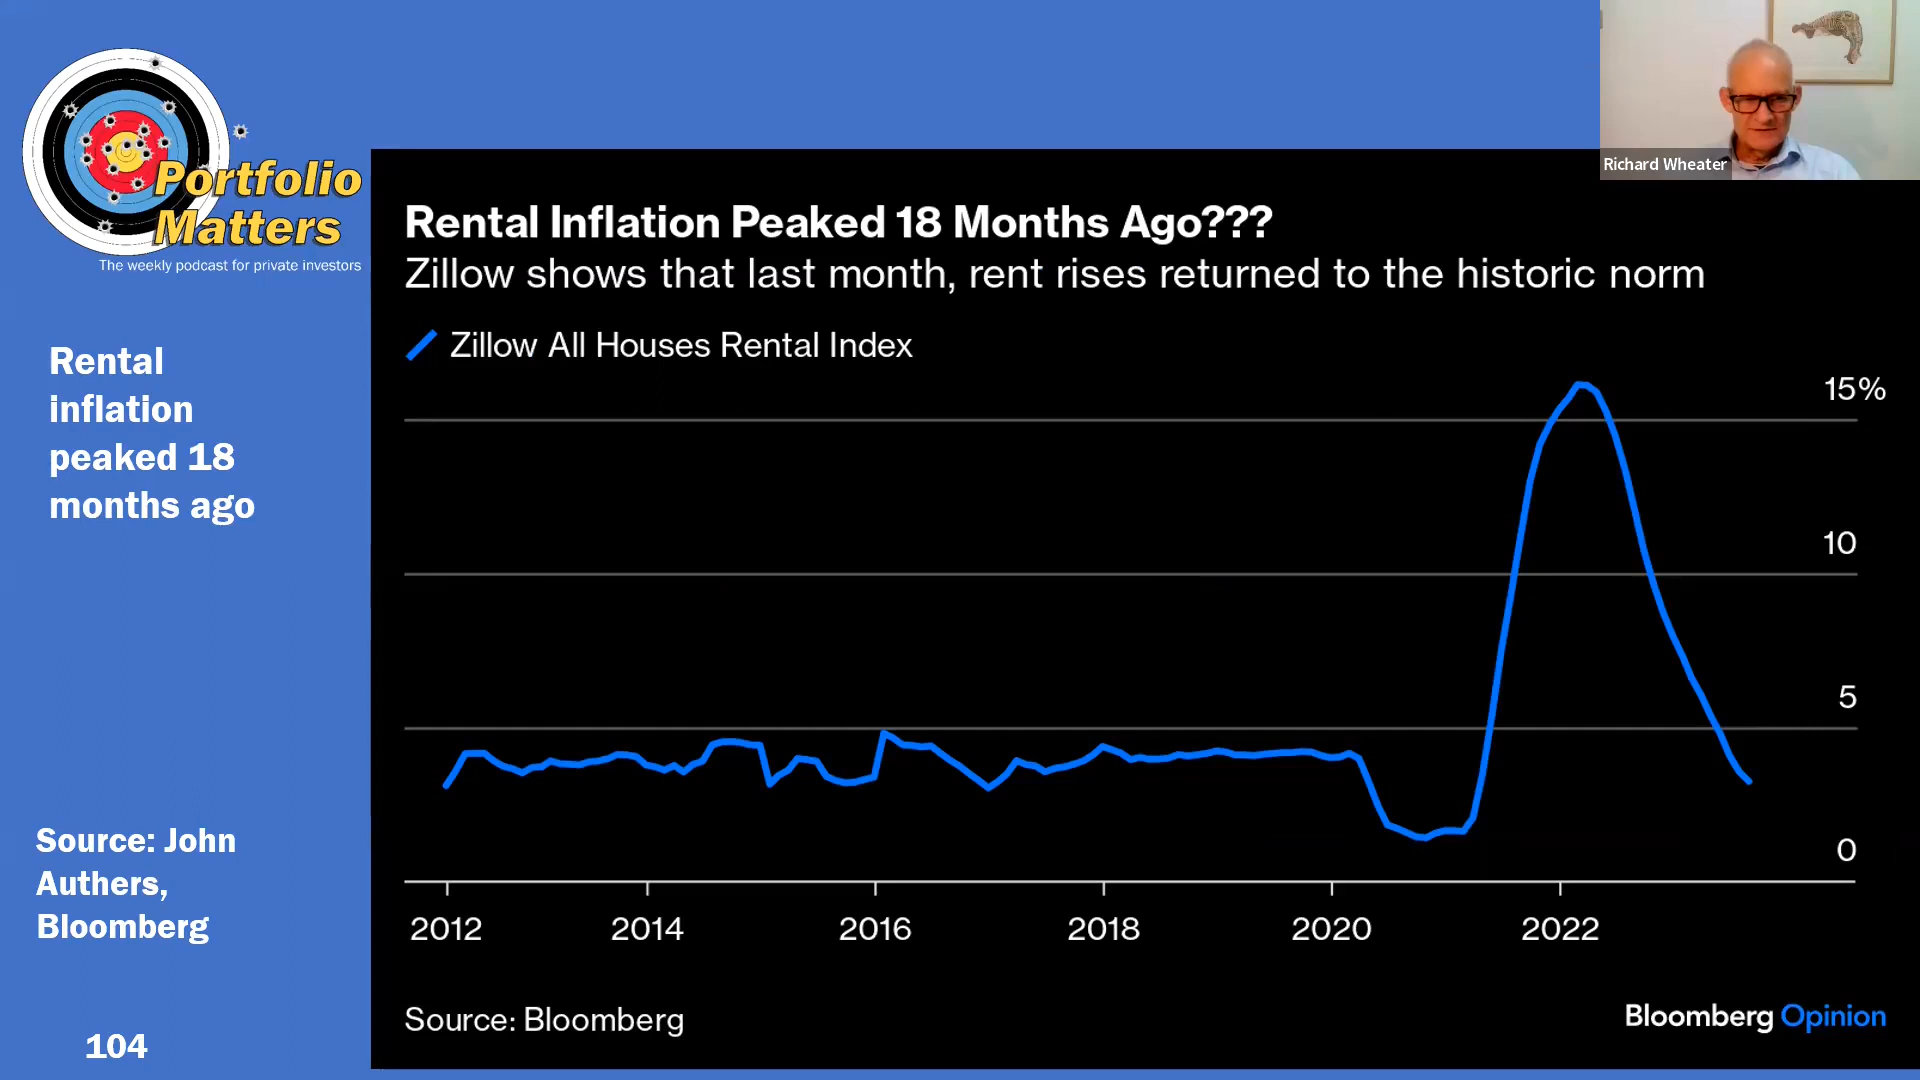 Portfolio
Matters
The weekly podcast for private investors
Rental
inflation
peaked 18
months ago
Source: John
Authers,
Bloomberg
104
Richard Wheater
Rental Inflation Peaked 18 Months Ago???
Zillow shows that last month, rent rises returned to the historic norm
Zillow All Houses Rental Index
15%
10
5
0
2012 2014 2016 2018 2020 2022
Source: Bloomberg
Bloomberg Opinion